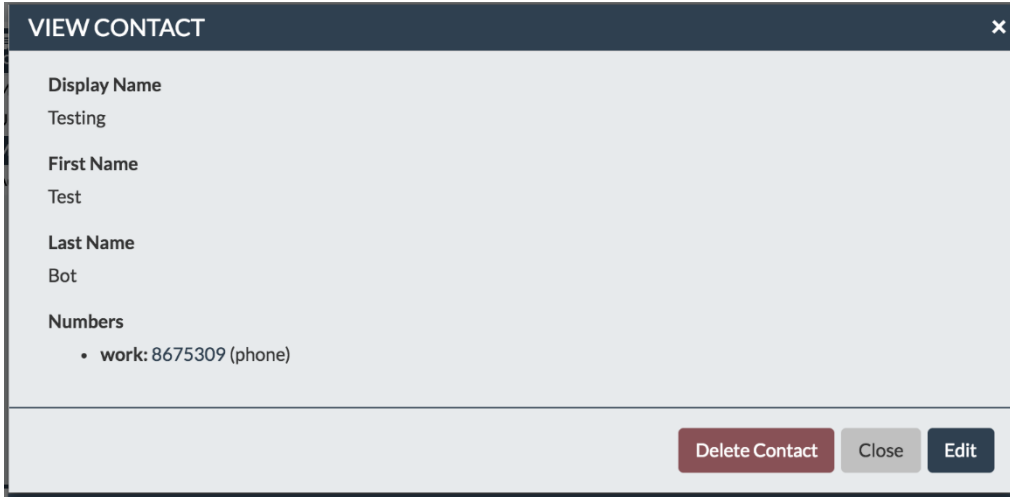 VIEW CONTACT ×
Display Name
Testing
First Name
Test
Last Name
Bot
Numbers
• work: 8675309 (phone)
Delete Contact Close Edit